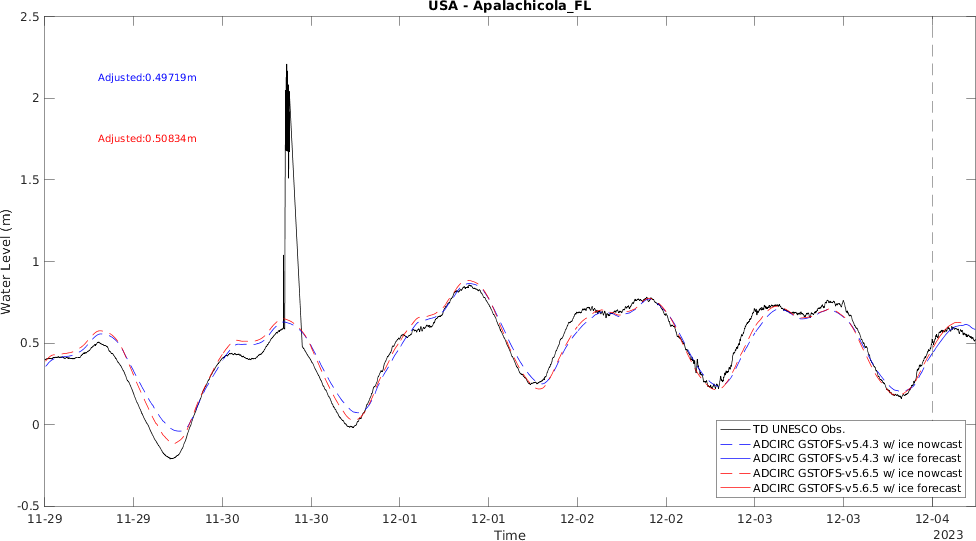 USA - Apalachicola_FL
2.5
2
1.5
1
0.5
0
-0.5
Water Level (m)
Adjusted:0.49719m
Adjusted:0.50834m
TD UNESCO Obs.
ADCIRC GSTOFS-v5.4.3 w/ ice nowcast
ADCIRC GSTOFS-v5.4.3 w/ ice forecast
ADCIRC GSTOFS-v5.6.5 w/ ice nowcast
ADCIRC GSTOFS-v5.6.5 w/ ice forecast
11-29 11-29 11-30 11-30 12-01 12-01 12-02 12-02 12-03 12-03 12-04
Time
2023